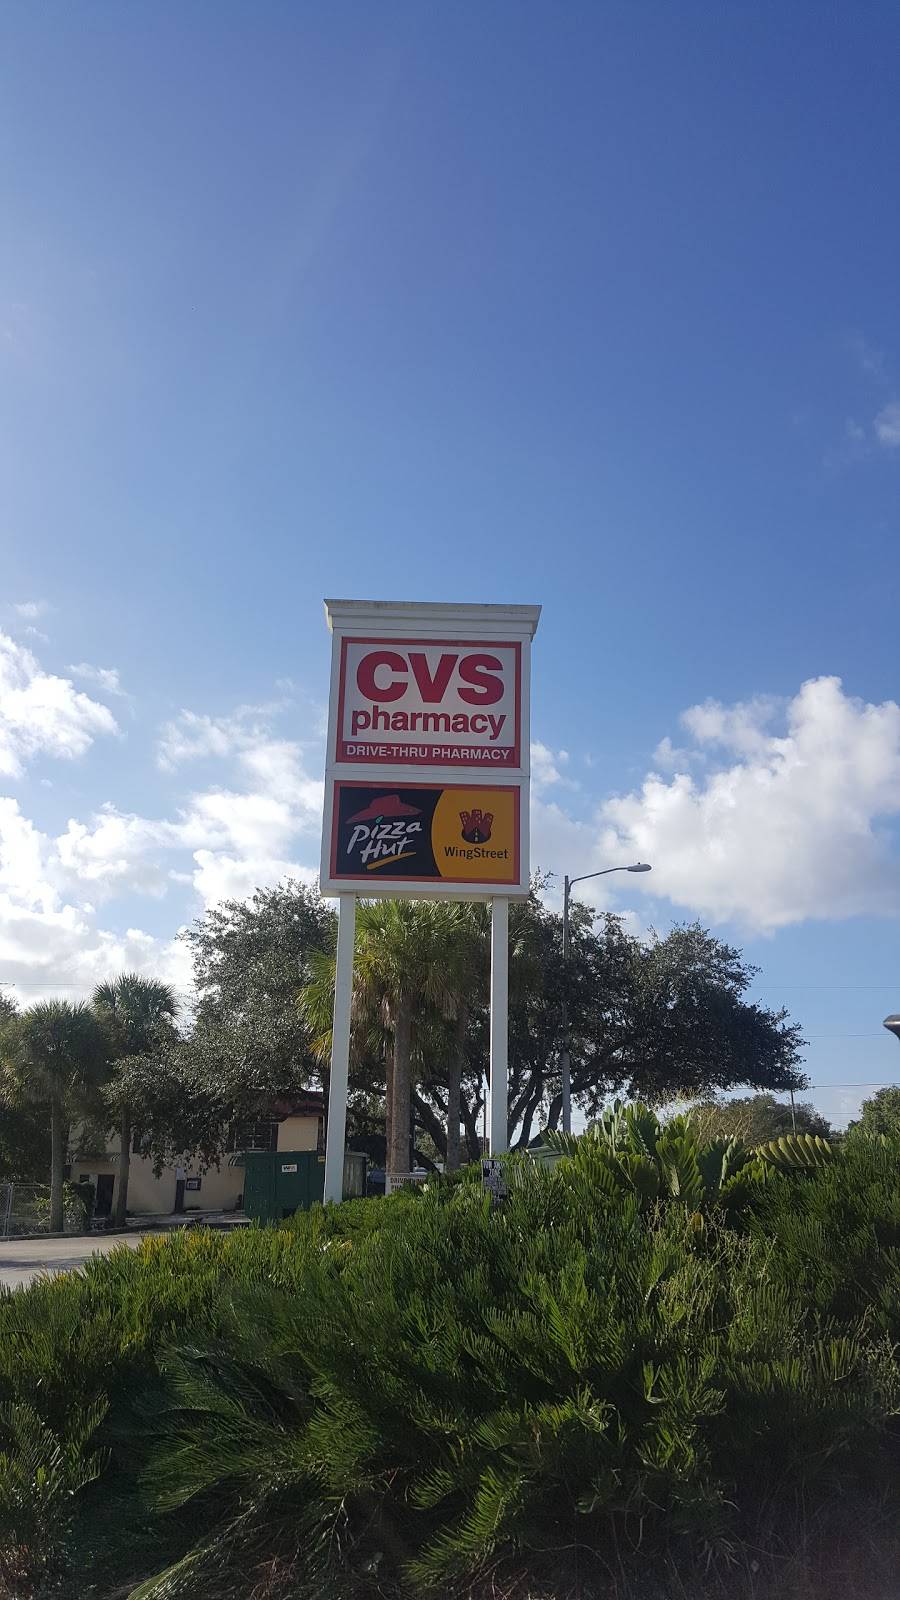 CVS
pharmacy
DRIVE-THRU PHARMACY
Pizza
Hut
WingStreet